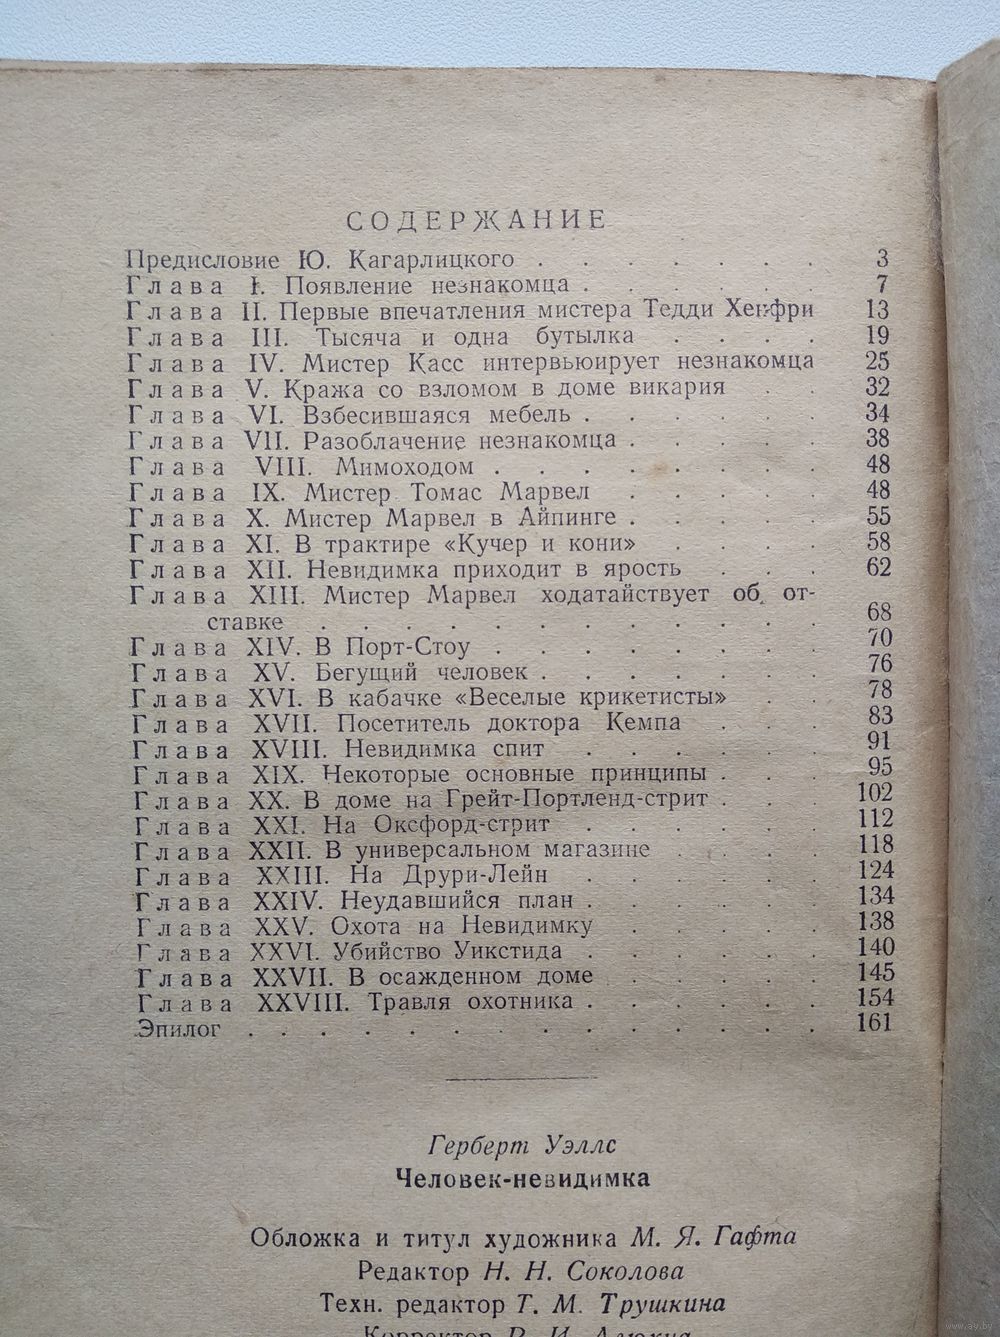 СОДЕРЖАНИЕ
Предисловие Ю. Кагарлицкого . . . . . . . 3
Глава I. Появление незнакомца . . . . . . 7
Глава II. Первые впечатления мистера Тедди Хенфри 13
Глава III. Тысяча и одна бутылка . . . . 19
Глава IV. Мистер Касс интервьюирует незнакомца 25
Глава V. Кража со взломом в доме викария . . 32
Глава VI. Взбесившаяся мебель . . . . . . 34
Глава VII. Разоблачение незнакомца . . . . . 38
Глава VIII. Мимоходом . . . . . . . . 48
Глава IX. Мистер Томас Марвел . . . . . 48
Глава X. Мистер Марвел в Айпинге . . . . . 55
Глава XI. В трактире «Кучер и кони» . . . . 58
Глава XII. Невидимка приходит в ярость . . . 62
Глава XIII. Мистер Марвел ходатайствует об от-
ставке . . . . . . . . . . . . 68
Глава XIV. В Порт-Стоу . . . . . . . . 70
Глава XV. Бегущий человек . . . . . . . 76
Глава XVI. В кабачке «Веселые крикетисты» . . 78
Глава XVII. Посетитель доктора Кемпа . . . 83
Глава XVIII. Невидимка спит . . . . . . 91
Глава XIX. Некоторые основные принципы . . . 95
Глава XX. В доме на Грейт-Портленд-стрит . . . 102
Глава XXI. На Оксфорд-стрит . . . . . . 112
Глава XXII. В универсальном магазине . . . . 118
Глава XXIII. На Друри-Лейн . . . . . . 124
Глава XXIV. Неудавшийся план . . . . . . 134
Глава XXV. Охота на Невидимку . . . . . 138
Глава XXVI. Убийство Уикстида . . . . . . 140
Глава XXVII. В осажденном доме . . . . . 145
Глава XXVIII. Травля охотника . . . . . . 154
Эпилог . . . . . . . . . . . . . . 161
Герберт Уэллс
Человек-невидимка
Обложка и титул художника М. Я. Гафта
Редактор Н. Н. Соколова
Техн. редактор Т. М. Трушкина
Корректор
www.ay.by